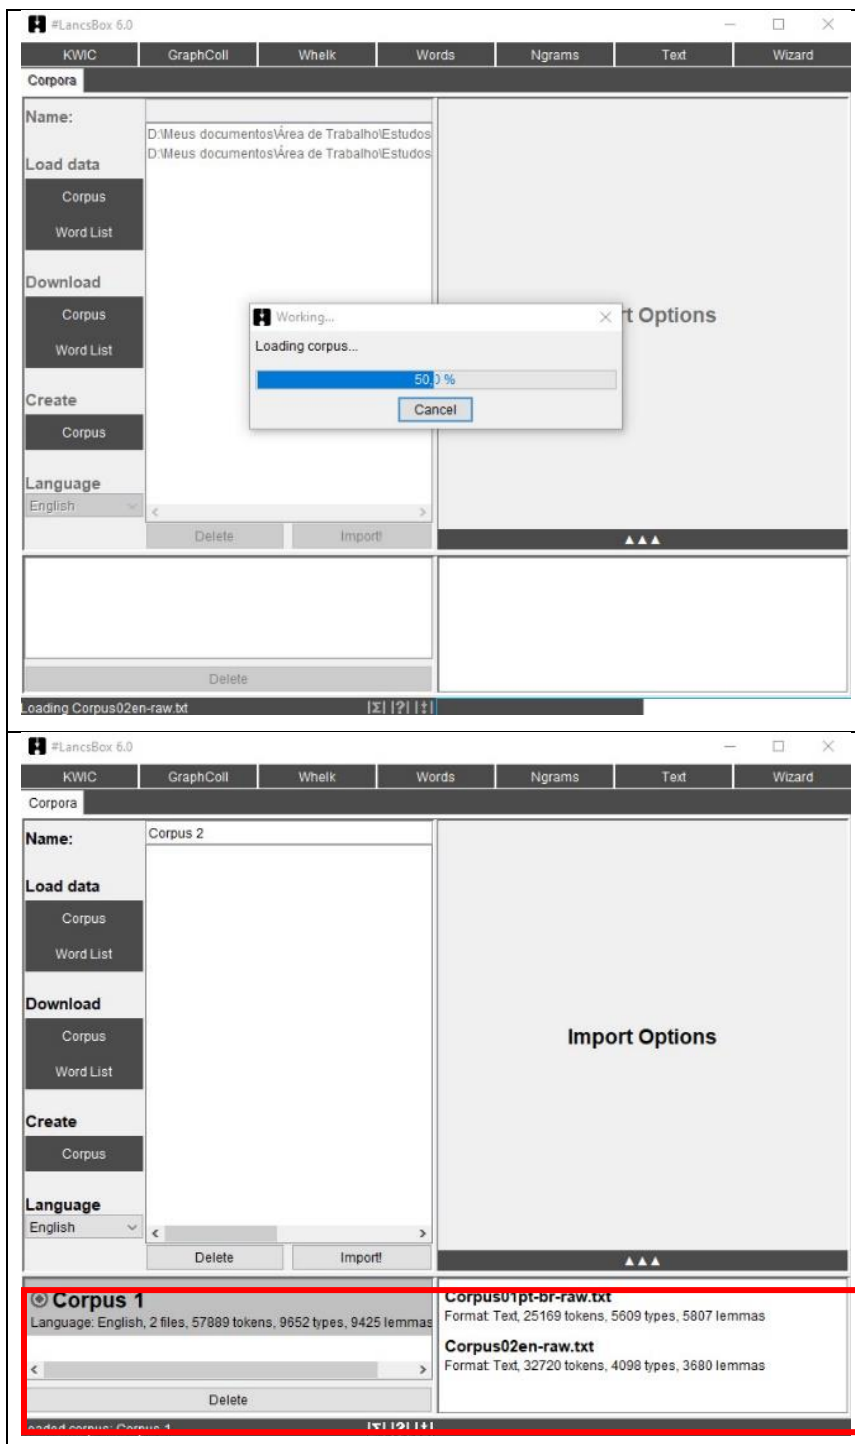 #LancsBox 6.0
KWIC GraphColl Whelk Words Ngrams Text Wizard
Corpora
Name:
D:\Meus documentos\Área de Trabalho\Estudos
D:\Meus documentos\Área de Trabalho\Estudos
Load data
Corpus
Word List
Download
Corpus
Word List
Working...
Loading corpus...
50,0 %
Cancel
rt Options
Create
Corpus
Language
English
Delete Import!
▲▲▲
Delete
Loading Corpus02en-raw.txt |Σ| |?| |‡|
#LancsBox 6.0
KWIC GraphColl Whelk Words Ngrams Text Wizard
Corpora
Name: Corpus 2
Load data
Corpus
Word List
Download
Corpus
Word List
Import Options
Create
Corpus
Language
English
Delete Import!
▲▲▲
Corpus 1
Language: English, 2 files, 57889 tokens, 9652 types, 9425 lemmas
Delete
Corpus01pt-br-raw.txt
Format: Text, 25169 tokens, 5609 types, 5807 lemmas
Corpus02en-raw.txt
Format: Text, 32720 tokens, 4098 types, 3680 lemmas
oaded corpus: Corpus 1 |Σ| |?| |‡|